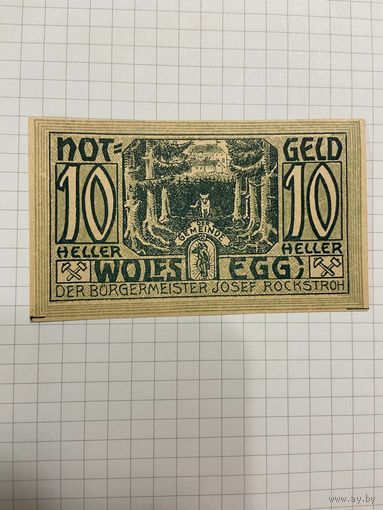 NOT= GELD
10 10
HELLER HELLER
GEMEINDE
WOLFSEGG
DER BÜRGERMEISTER JOSEF ROCKSTROH
www.ay.by